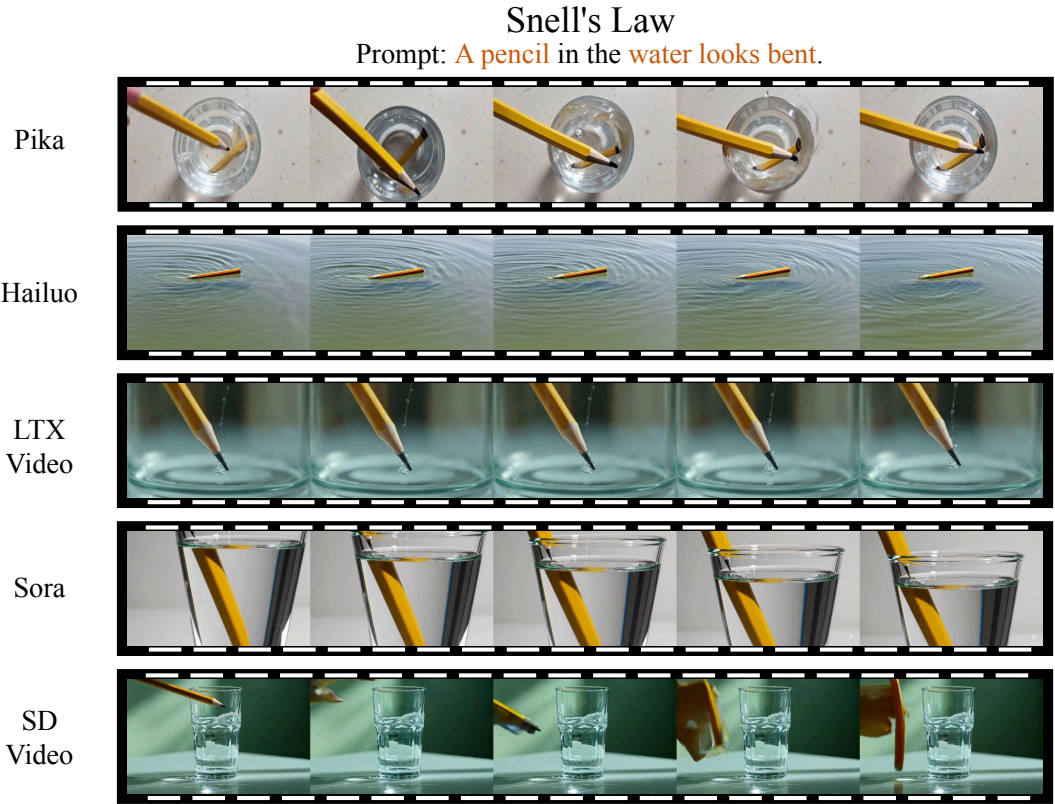 Snell's Law
Prompt: A pencil in the water looks bent.
Pika
Hailuo
LTX
Video
Sora
SD
Video